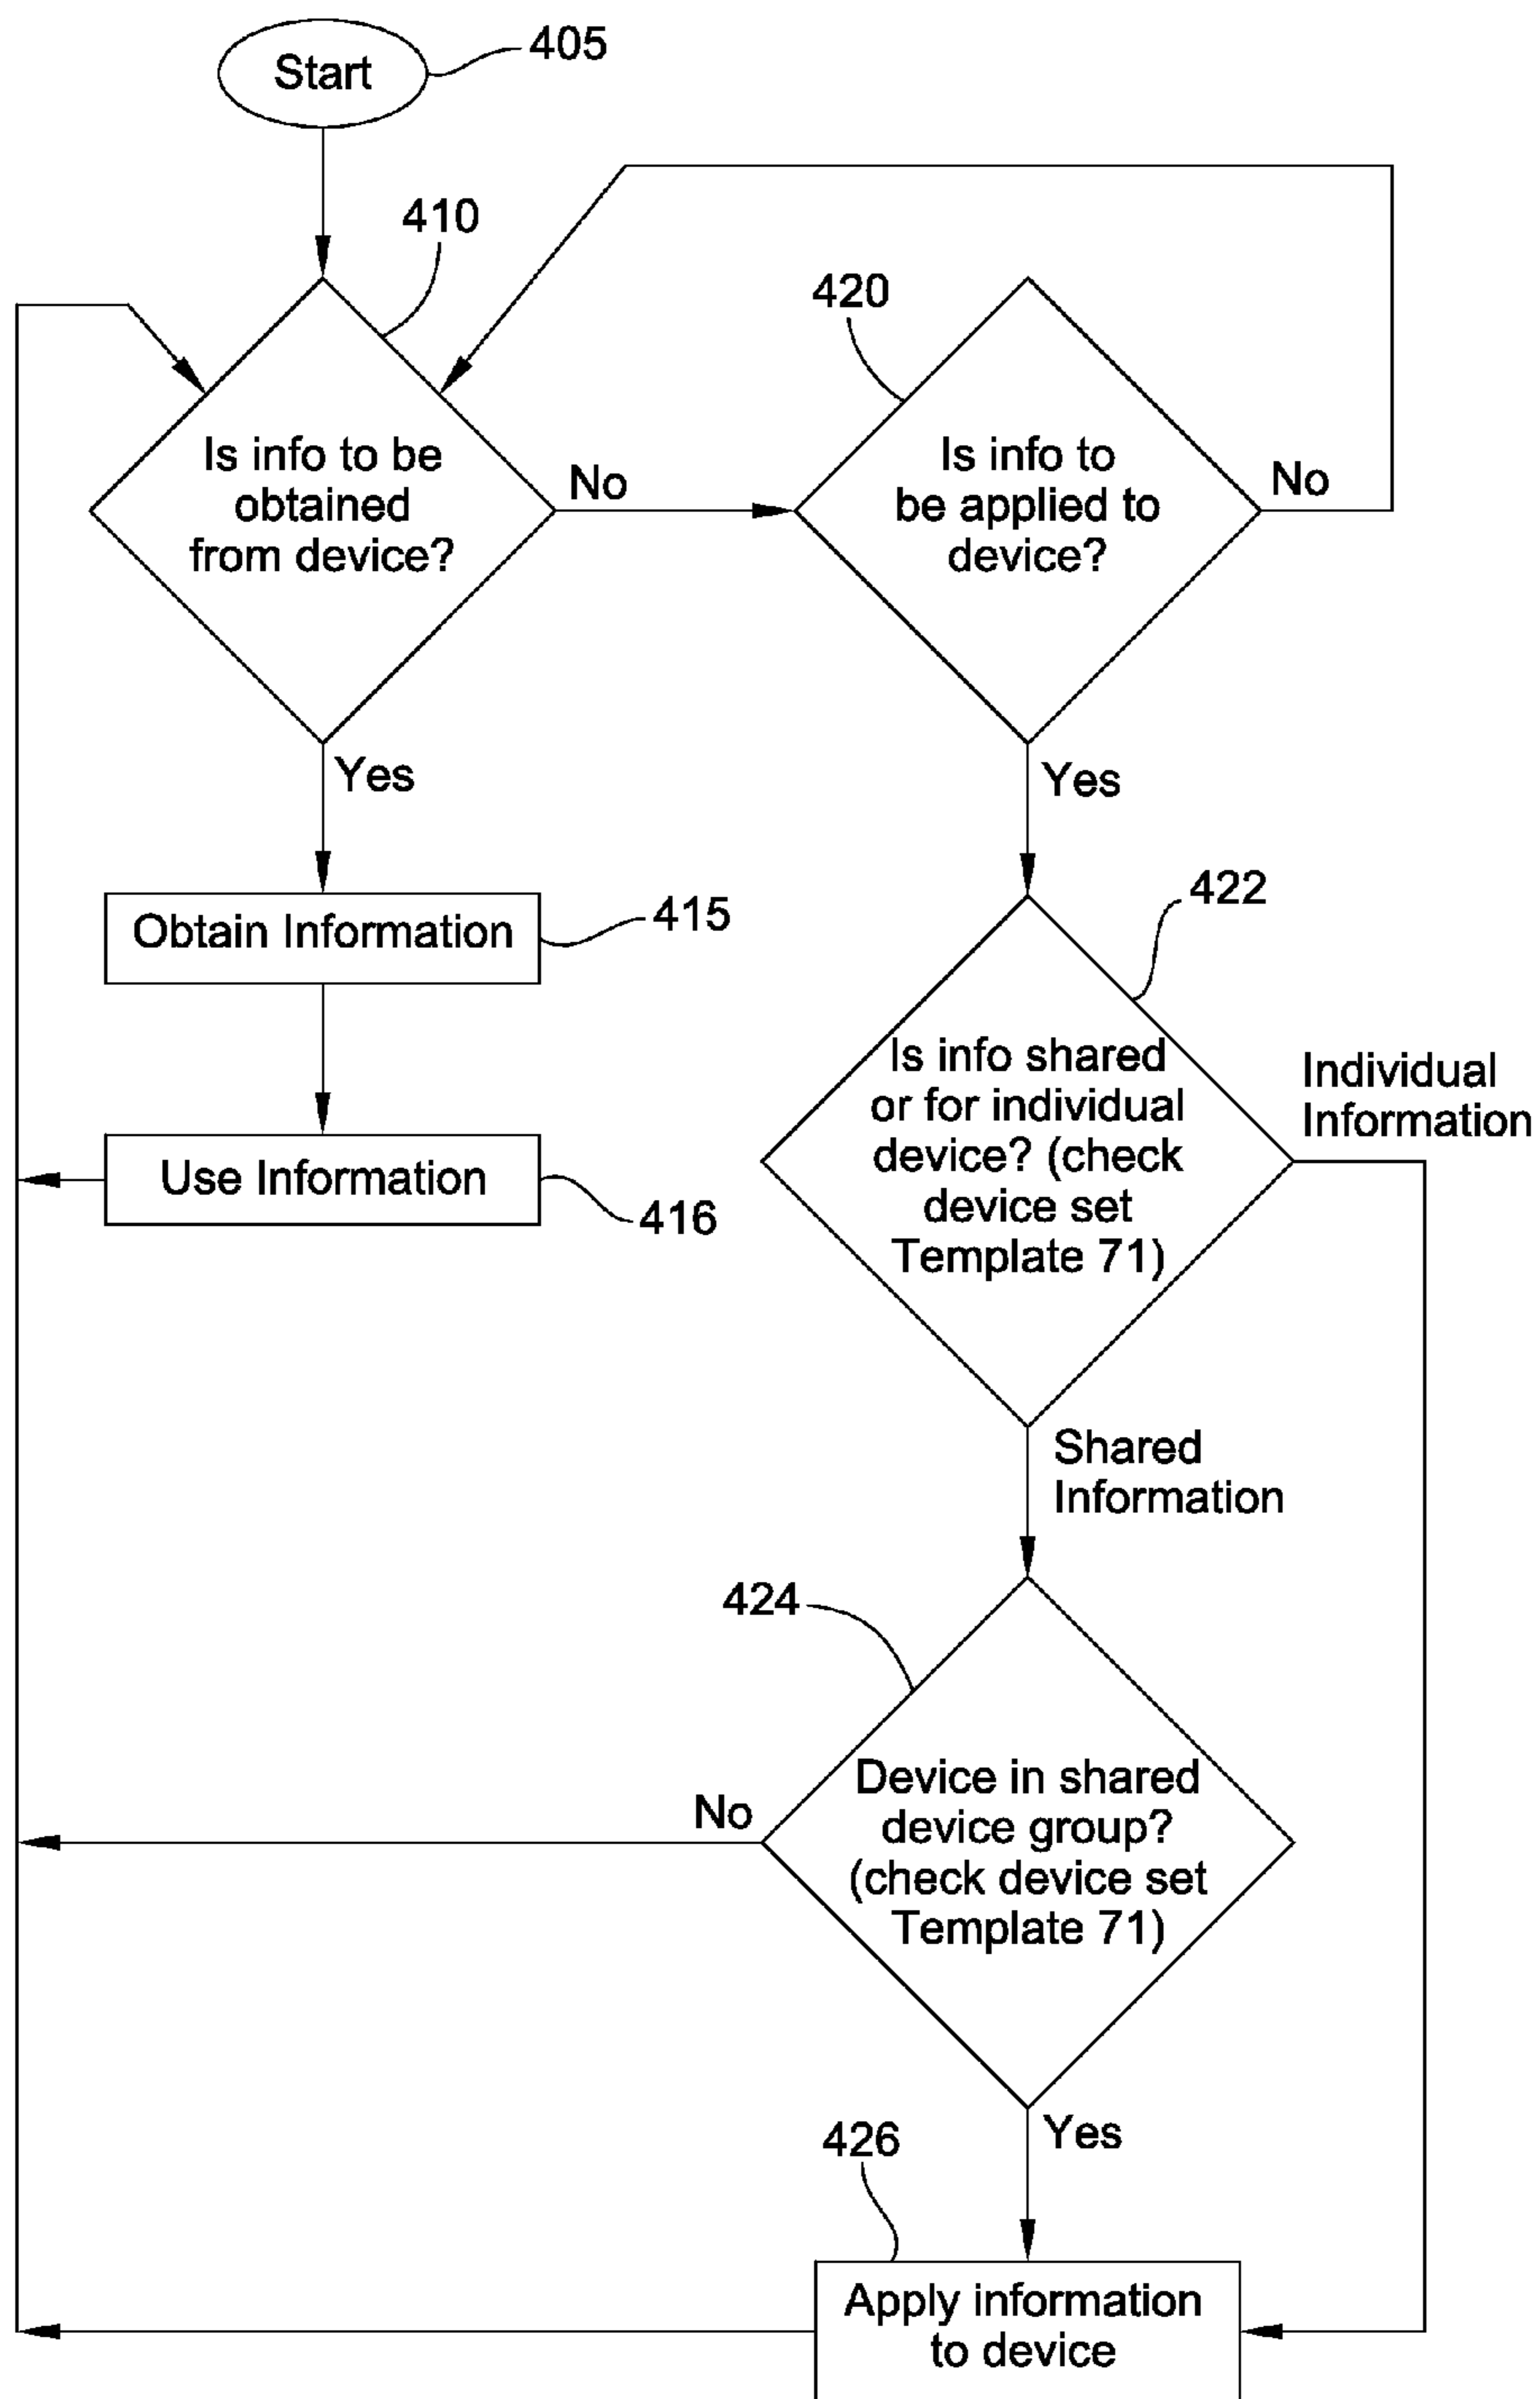 Start
405
410
420
Is info to be
obtained
from device?
No
Is info to
be applied to
device?
No
Yes
Yes
422
Obtain Information
415
Is info shared
or for individual
device? (check
device set
Template 71)
Individual
Information
Use Information
416
Shared
Information
424
Device in shared
device group?
(check device set
Template 71)
No
Yes
426
Apply information
to device